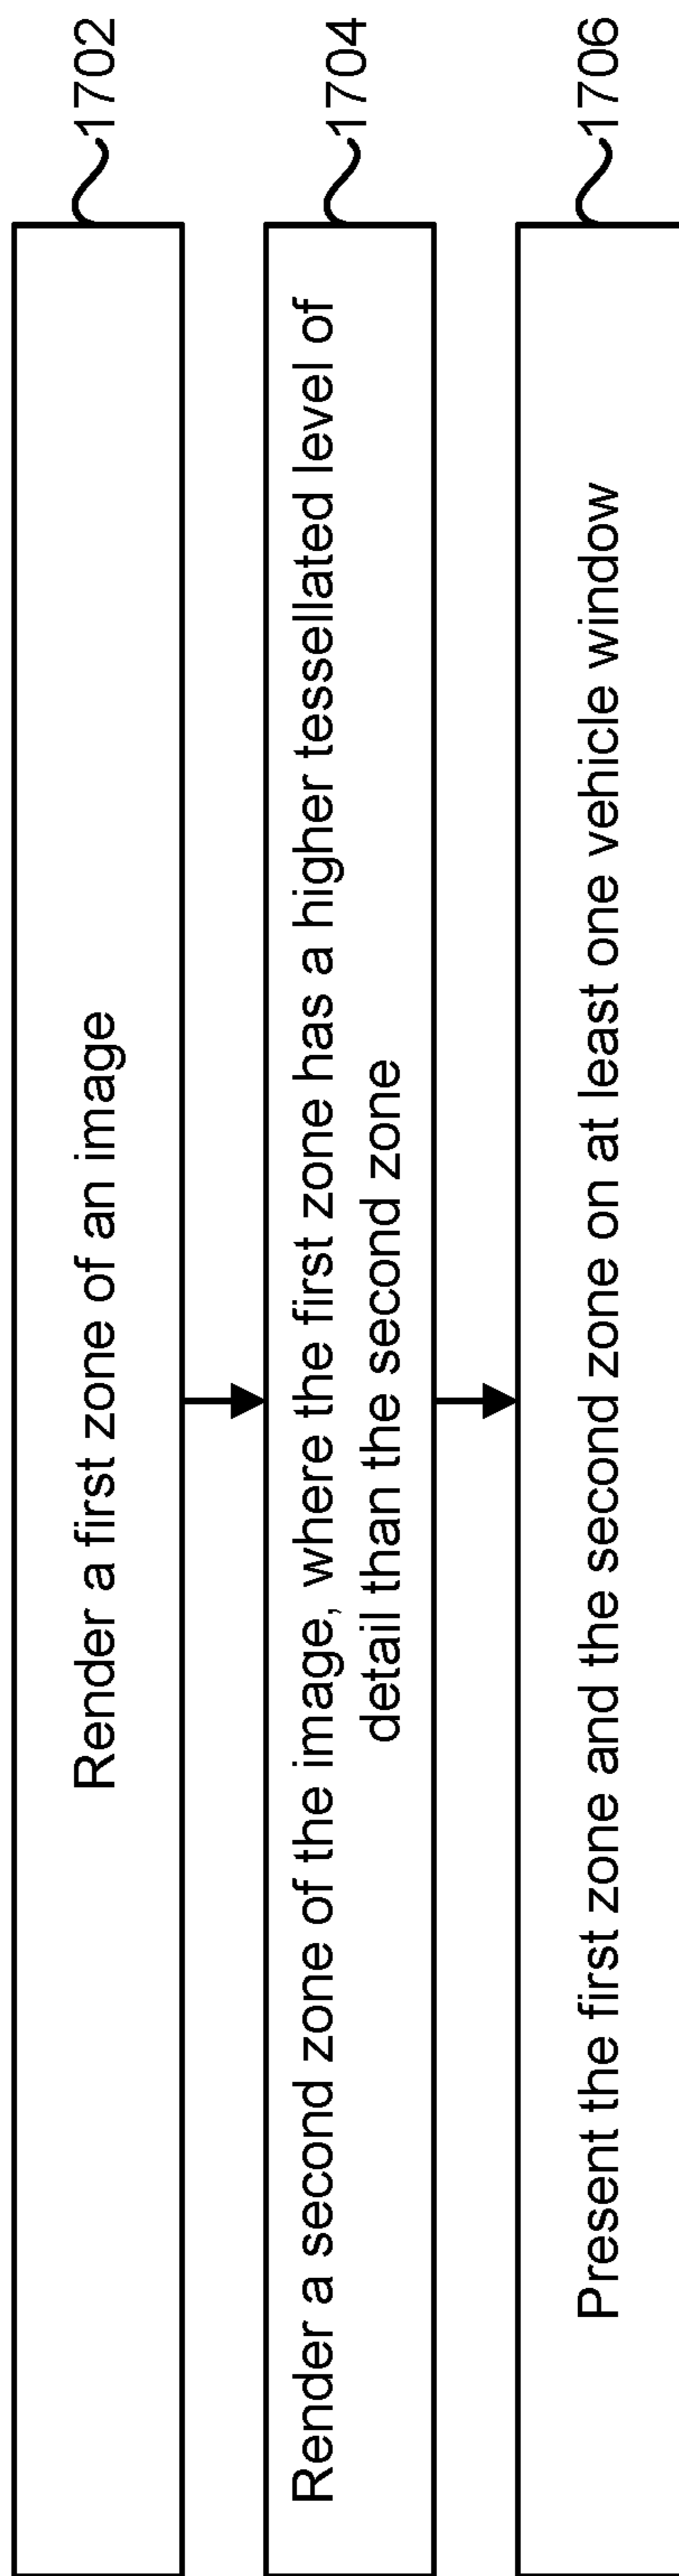 Render a first zone of an image
1702
Render a second zone of the image, where the first zone has a higher tessellated level of
detail than the second zone
1704
Present the first zone and the second zone on at least one vehicle window
1706